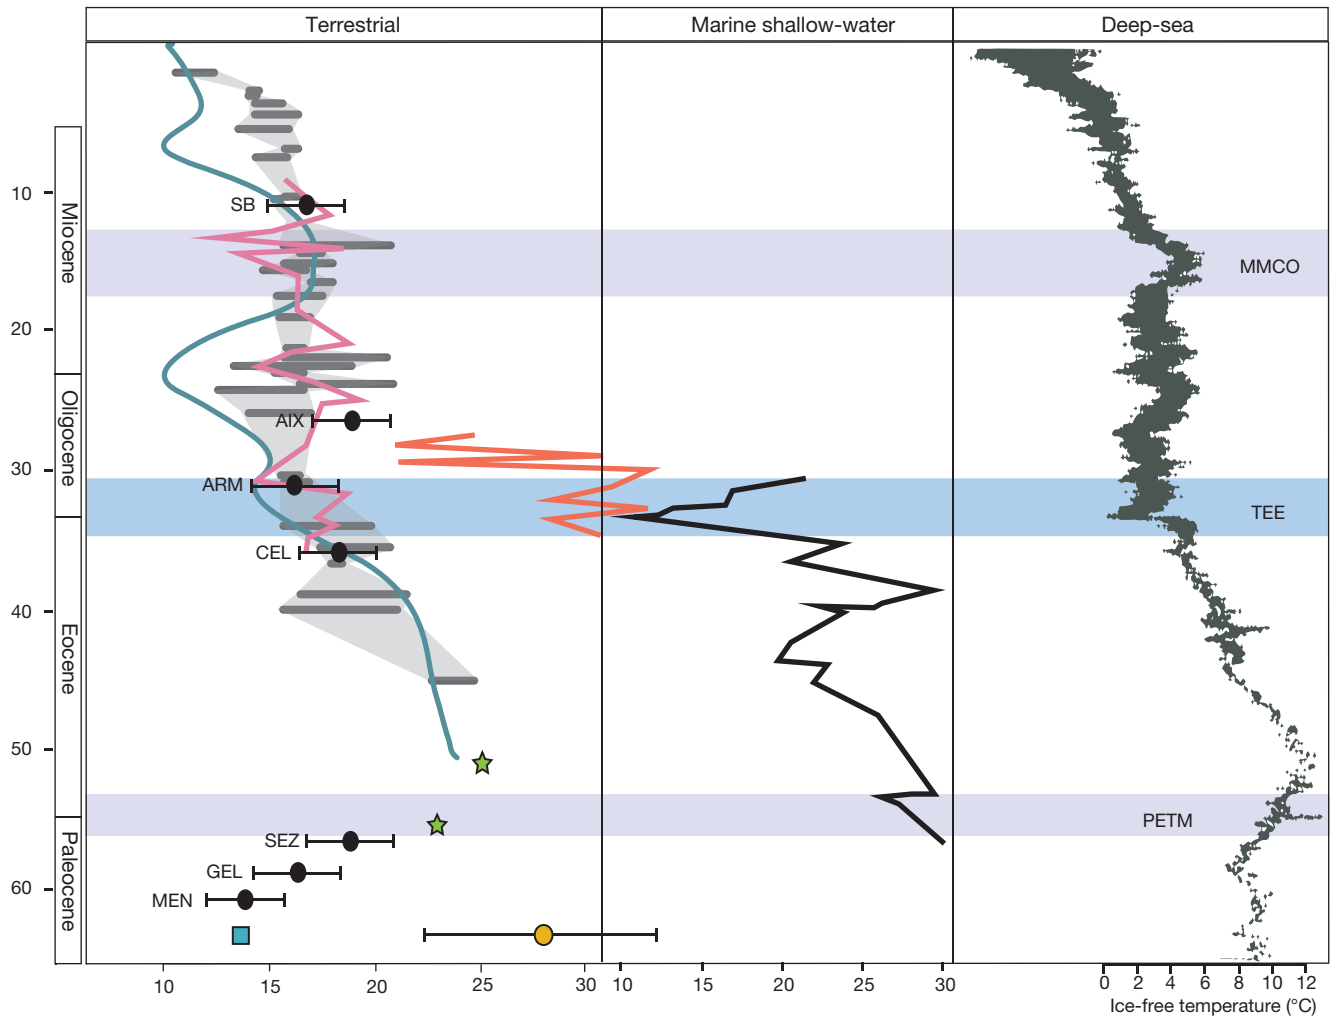 Terrestrial
Marine shallow-water
Deep-sea
Miocene
Oligocene
Eocene
Paleocene
10
20
30
40
50
60
SB
MMCO
AIX
ARM
TEE
CEL
PETM
SEZ
GEL
MEN
10 15 20 25 30
10 15 20 25 30
0 2 4 6 8 10 12
Ice-free temperature (°C)